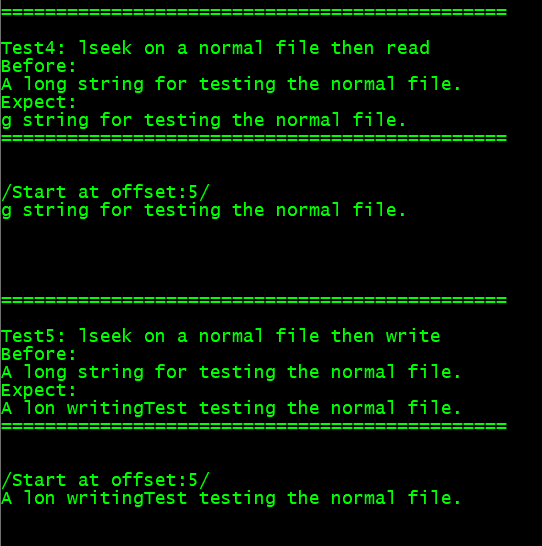 ==============================================
Test4: lseek on a normal file then read
Before:
A long string for testing the normal file.
Expect:
g string for testing the normal file.
==============================================
/Start at offset:5/
g string for testing the normal file.
==============================================
Test5: lseek on a normal file then write
Before:
A long string for testing the normal file.
Expect:
A lon writingTest testing the normal file.
==============================================
/Start at offset:5/
A lon writingTest testing the normal file.